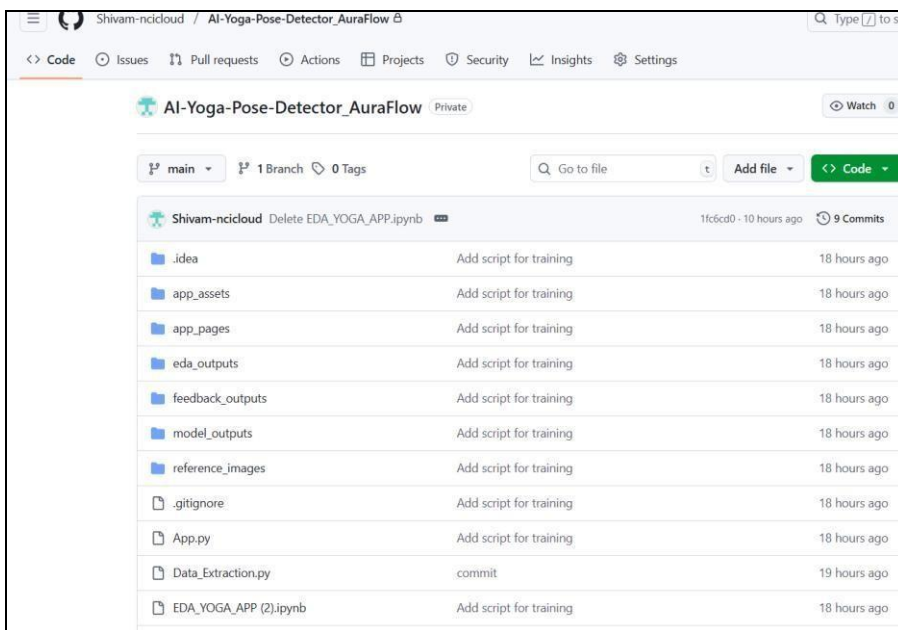 Shivam-ncicloud / AI-Yoga-Pose-Detector_AuraFlow
Type / to s
Code Issues Pull requests Actions Projects Security Insights Settings
AI-Yoga-Pose-Detector_AuraFlow Private
Watch 0
main 1 Branch 0 Tags Go to file t Add file Code
Shivam-ncicloud Delete EDA_YOGA_APP.ipynb 1fc6cd0 · 10 hours ago 9 Commits
.idea Add script for training 18 hours ago
app_assets Add script for training 18 hours ago
app_pages Add script for training 18 hours ago
eda_outputs Add script for training 18 hours ago
feedback_outputs Add script for training 18 hours ago
model_outputs Add script for training 18 hours ago
reference_images Add script for training 18 hours ago
.gitignore Add script for training 18 hours ago
App.py Add script for training 18 hours ago
Data_Extraction.py commit 19 hours ago
EDA_YOGA_APP (2).ipynb Add script for training 18 hours ago